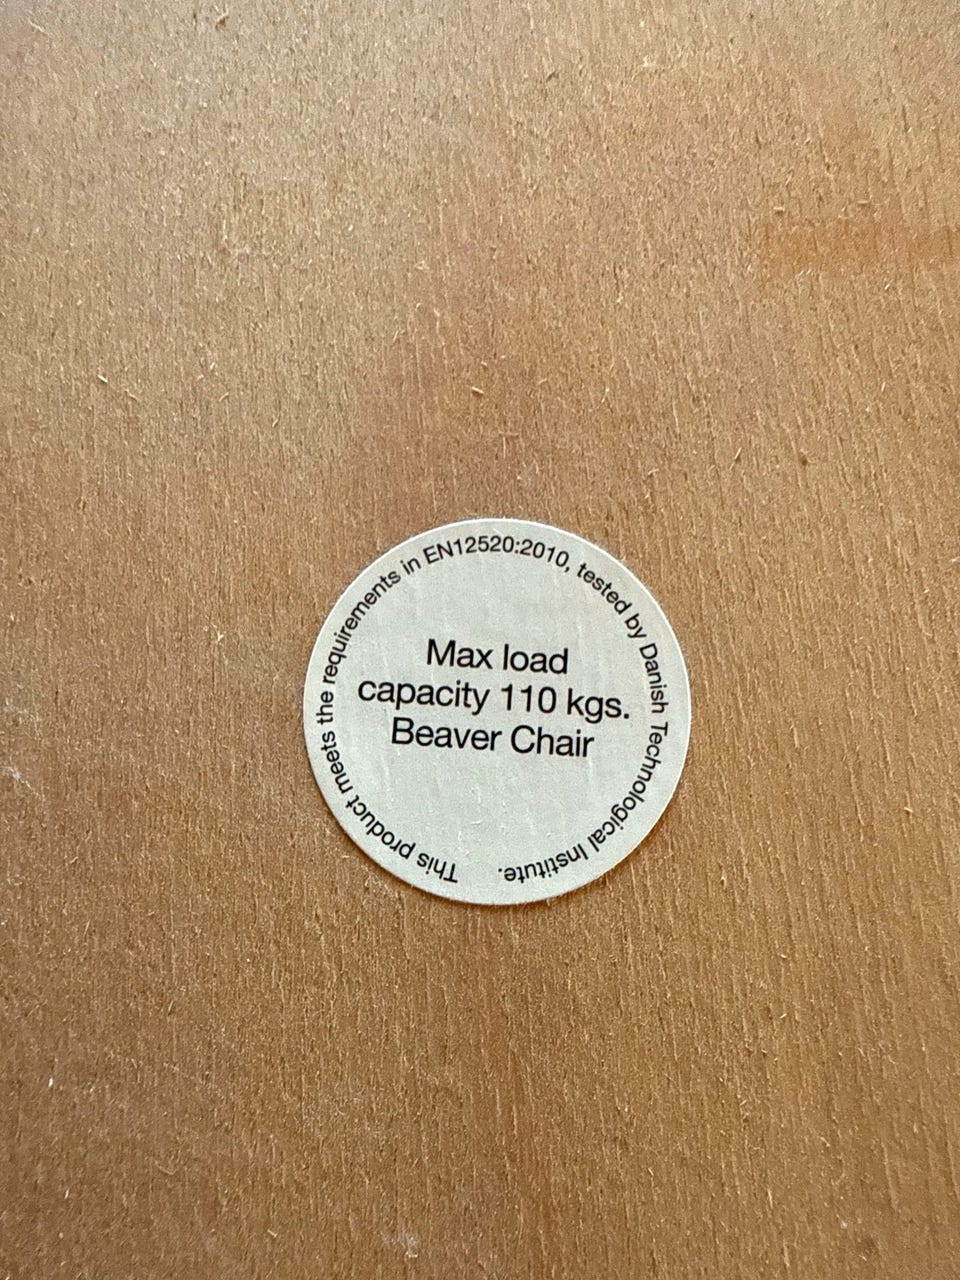 This product meets the requirements in EN12520:2010, tested by Danish Technological Institute.
Max load
capacity 110 kgs.
Beaver Chair